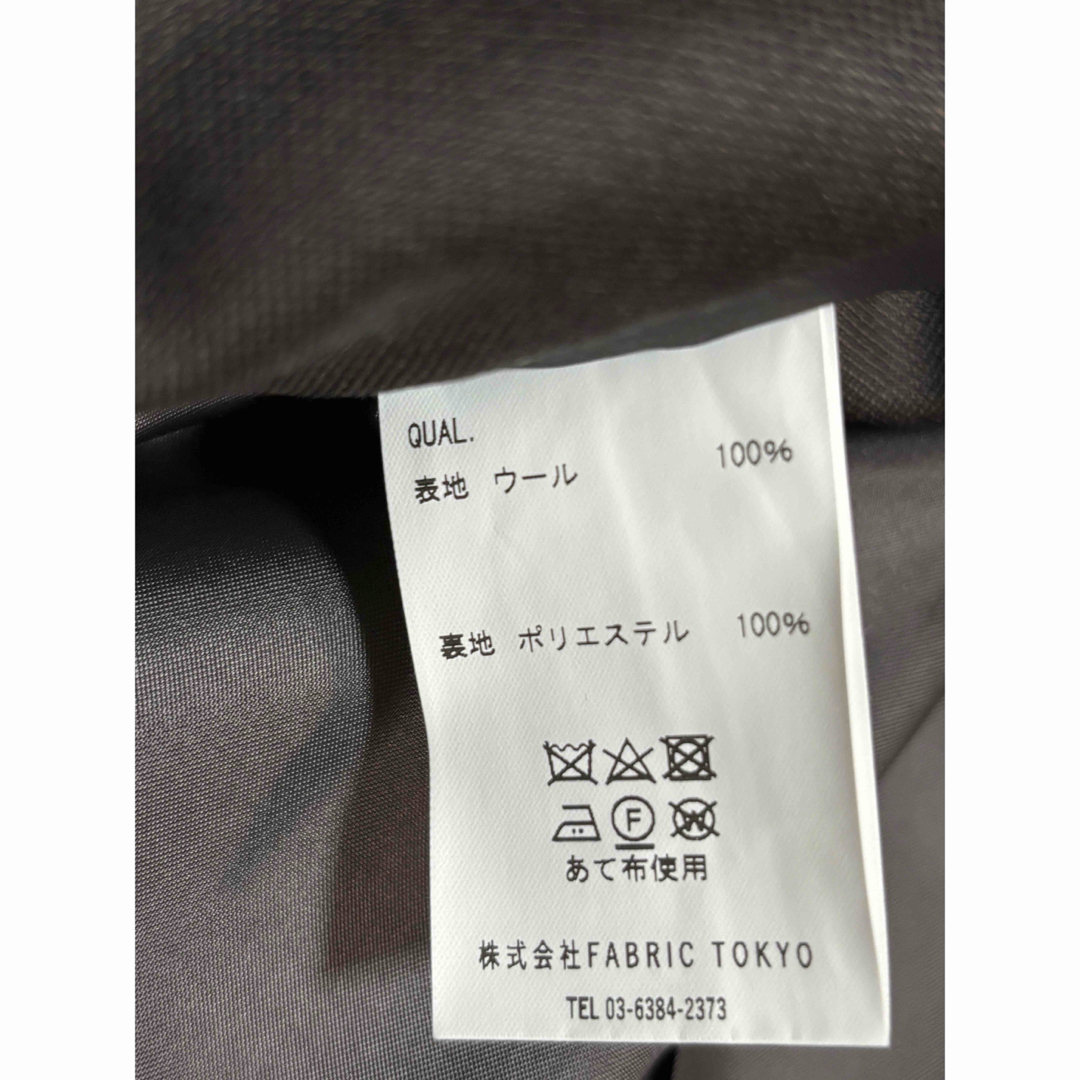 QUAL.
表地 ウール 100%
裏地 ポリエステル 100%
F W
あて布使用
株式会社FABRIC TOKYO
TEL 03-6384-2373